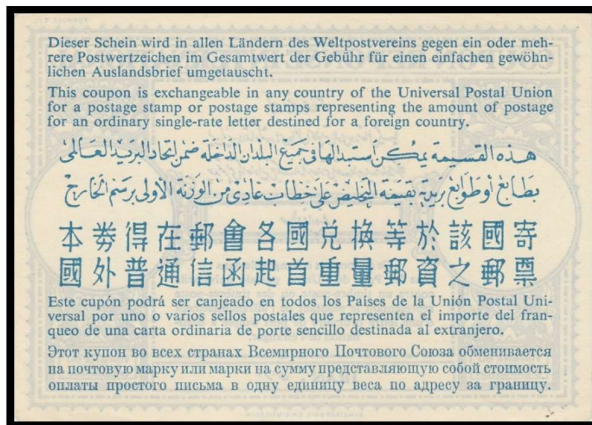 Dieser Schein wird in allen Ländern des Weltpostvereins gegen ein oder meh-
rere Postwertzeichen im Gesamtwert der Gebühr für einen einfachen gewöhn-
lichen Auslandsbrief umgetauscht.
This coupon is exchangeable in any country of the Universal Postal Union
for a postage stamp or postage stamps representing the amount of postage
for an ordinary single-rate letter destined for a foreign country.
هذه القسيمة يمكن استبدالها في جميع البلدان الداخلة ضمن اتحاد البريد العالمى
بطابع أو طوابع بريدية بقيمة التخليص على خطاب عادى من الوزنة الأولى برسم الخارج
本券得在郵會各國兌換等於該國寄
國外普通信函起首重量郵資之郵票
Este cupón podrá ser canjeado en todos los Países de la Unión Postal Uni-
versal por uno o varios sellos postales que representen el importe del fran-
queo de una carta ordinaria de porte sencillo destinada al extranjero.
Этот купон во всех странах Всемирного Почтового Союза обменивается
на почтовую марку или марки на сумму представляющую собой стоимость
оплаты простого письма в одну единицу веса по адресу за границу.